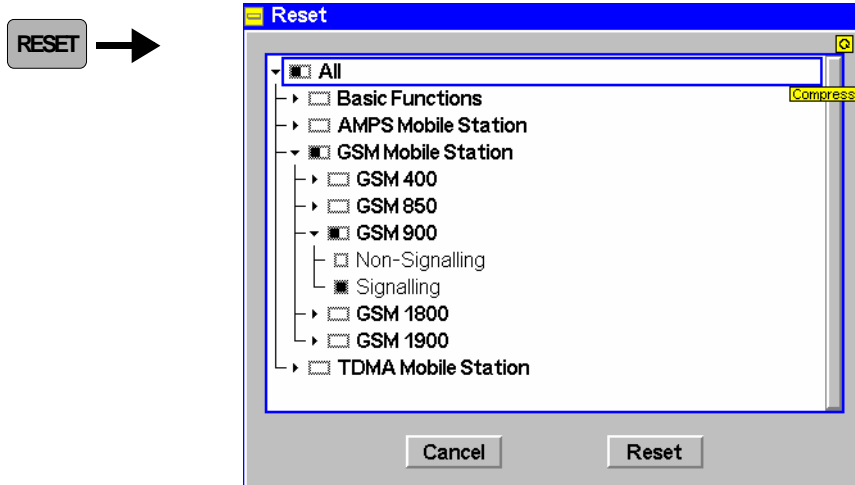 RESET
Reset
All
Compress
Basic Functions
AMPS Mobile Station
GSM Mobile Station
GSM 400
GSM 850
GSM 900
Non-Signalling
Signalling
GSM 1800
GSM 1900
TDMA Mobile Station
Cancel
Reset